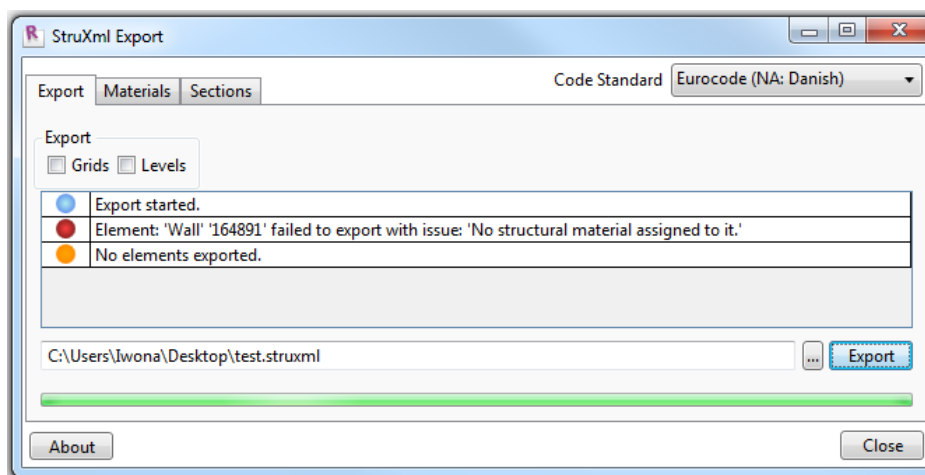 R StruXml Export
Code Standard Eurocode (NA: Danish)
Export Materials Sections
Export
Grids Levels
Export started.
Element: 'Wall' '164891' failed to export with issue: 'No structural material assigned to it.'
No elements exported.
C:\Users\Iwona\Desktop\test.struxml ... Export
About Close